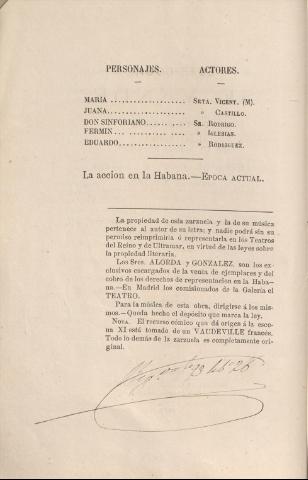 PERSONAJES. ACTORES.
MARÍA .................. SRTA. VICENT. (M).
JUANA................... » CASTILLO.
DON SINFORIANO........... SR. RODRIGO.
FERMIN... .............. » IGLESIAS.
EDUARDO................. » RODRIGUEZ.
La accion en la Habana.—EPOCA ACTUAL.
La propiedad de esta zarzuela y la de su música
pertenece al autor de su letra; y nadie podrá sin su
permiso reimprimirla ó representarla en los Teatros
del Reino y de Ultramar, en virtud de las leyes sobre
la propiedad literaria.
Los Sres. ALORDA y GONZALEZ, son los ex-
clusivos encargados de la venta de ejemplares y del
cobro de los derechos de representacion en la Haba-
na.—En Madrid los comisionados de la Galería el
TEATRO.
Para la música de esta obra, dirigirse á los mis-
mos.—Queda hecho el depósito que marca la ley.
NOTA. El recurso cómico que dá orígen á la esce-
na XI está tomado de un VAUDEVILLE francés.
Todo lo demás de la zarzuela es completamente ori-
ginal.